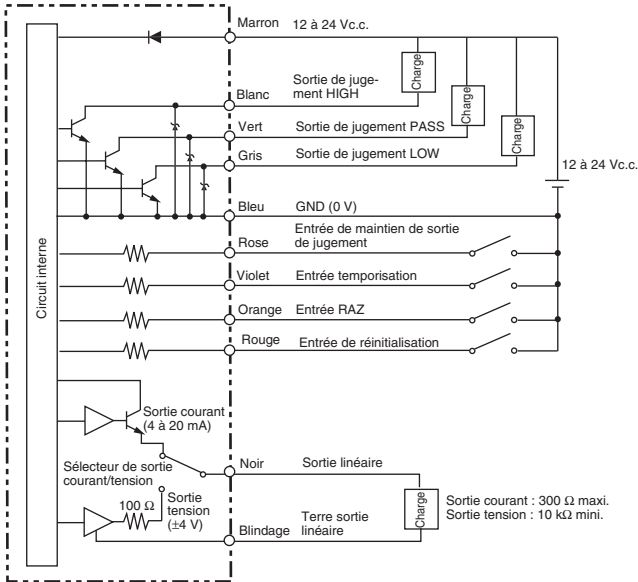 Marron 12 à 24 Vc.c.
Charge
Blanc
Sortie de juge-
ment HIGH
Charge
Vert
Sortie de jugement PASS
Charge
Gris
Sortie de jugement LOW
12 à 24 Vc.c.
Bleu
GND (0 V)
Circuit interne
Rose
Entrée de maintien de sortie
de jugement
Violet
Entrée temporisation
Orange
Entrée RAZ
Rouge
Entrée de réinitialisation
Sortie courant
(4 à 20 mA)
Sélecteur de sortie
courant/tension
Noir
Sortie linéaire
100 Ω
Sortie
tension
(±4 V)
Charge
Sortie courant : 300 Ω maxi.
Sortie tension : 10 kΩ mini.
Blindage
Terre sortie
linéaire